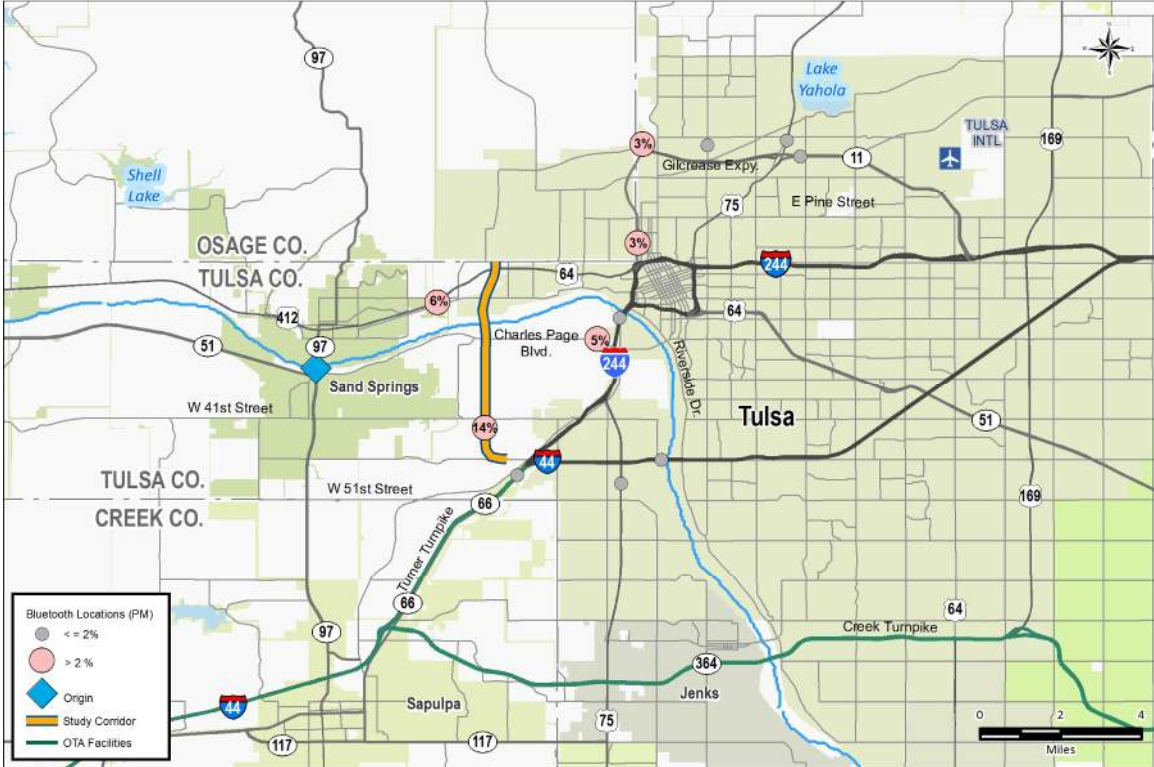 97
Lake
Yahola
TULSA
INTL
169
3%
11
Gilcrease Expy.
Shell
Lake
75
E Pine Street
OSAGE CO.
TULSA CO.
3%
64
244
6%
412
64
51
97
Charles Page
Blvd.
5%
244
Riverside Dr.
Sand Springs
W 41st Street
14%
Tulsa
51
44
TULSA CO.
CREEK CO.
W 51st Street
66
169
Turner Turnpike
66
64
97
Creek Turnpike
364
Jenks
Sapulpa
44
75
117
117
Bluetooth Locations (PM)
< = 2%
> 2 %
Origin
Study Corridor
OTA Facilities
0 2 4
Miles